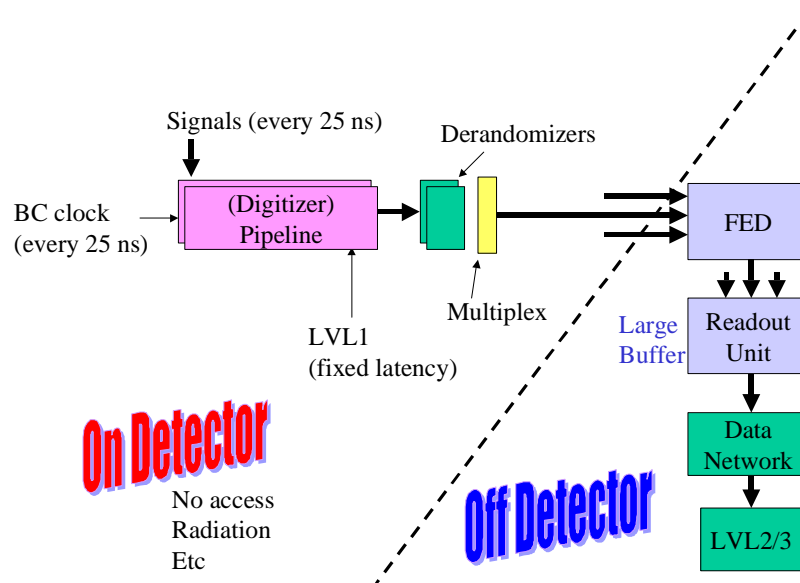 Signals (every 25 ns)
Derandomizers
BC clock
(every 25 ns)
(Digitizer)
Pipeline
FED
Multiplex
LVL1
(fixed latency)
Large
Buffer
Readout
Unit
On Detector
Data
Network
No access
Radiation
Etc
Off Detector
LVL2/3